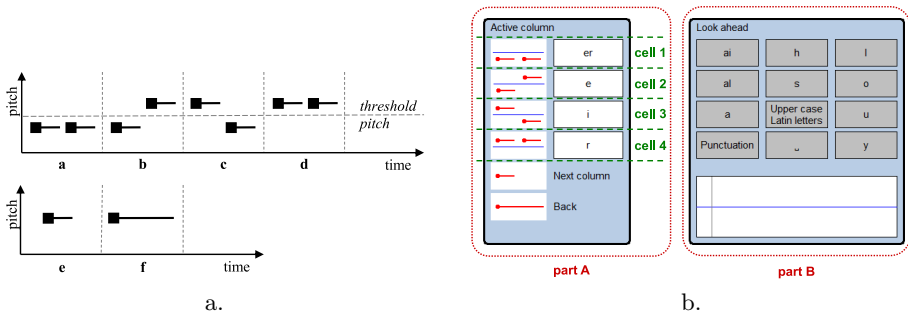 pitch
threshold
pitch
a b c d time
pitch
e f time
a.
Active column
er cell 1
e cell 2
i cell 3
r cell 4
Next column
Back
part A
Look ahead
ai h l
al s o
a Upper case
Latin letters u
Punctuation ˽ y
part B
b.